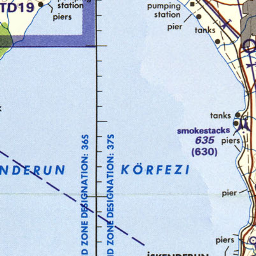 TD19
station
piers
pumping
station
pier
tanks
tanks
smokestacks
635
(630)
piers
ZONE DESIGNATION: 36S
ZONE DESIGNATION: 37S
KÖRFEZI
pier
piers
İSKENDERUN